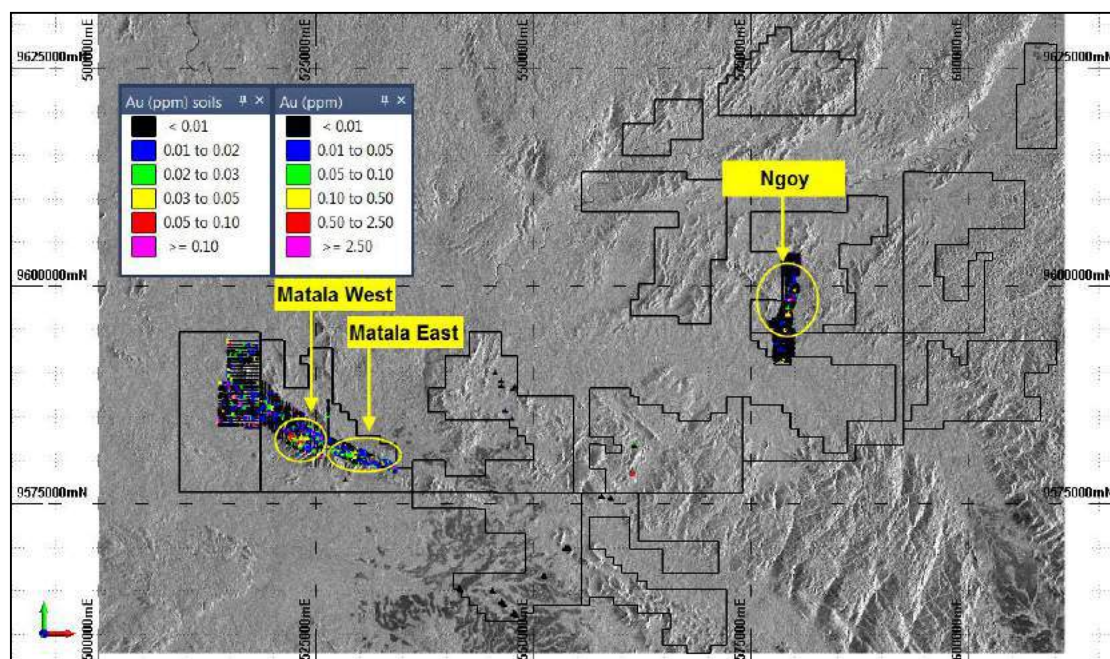 500000mE
525000mE
550000mE
575000mE
600000mE
9625000mN
9625000mN
Au (ppm) soils
< 0.01
0.01 to 0.02
0.02 to 0.03
0.03 to 0.05
0.05 to 0.10
>= 0.10
Au (ppm)
< 0.01
0.01 to 0.05
0.05 to 0.10
0.10 to 0.50
0.50 to 2.50
>= 2.50
Ngoy
9600000mN
9600000mN
Matala West
Matala East
9575000mN
9575000mN
500000mE
525000mE
550000mE
575000mE
600000mE